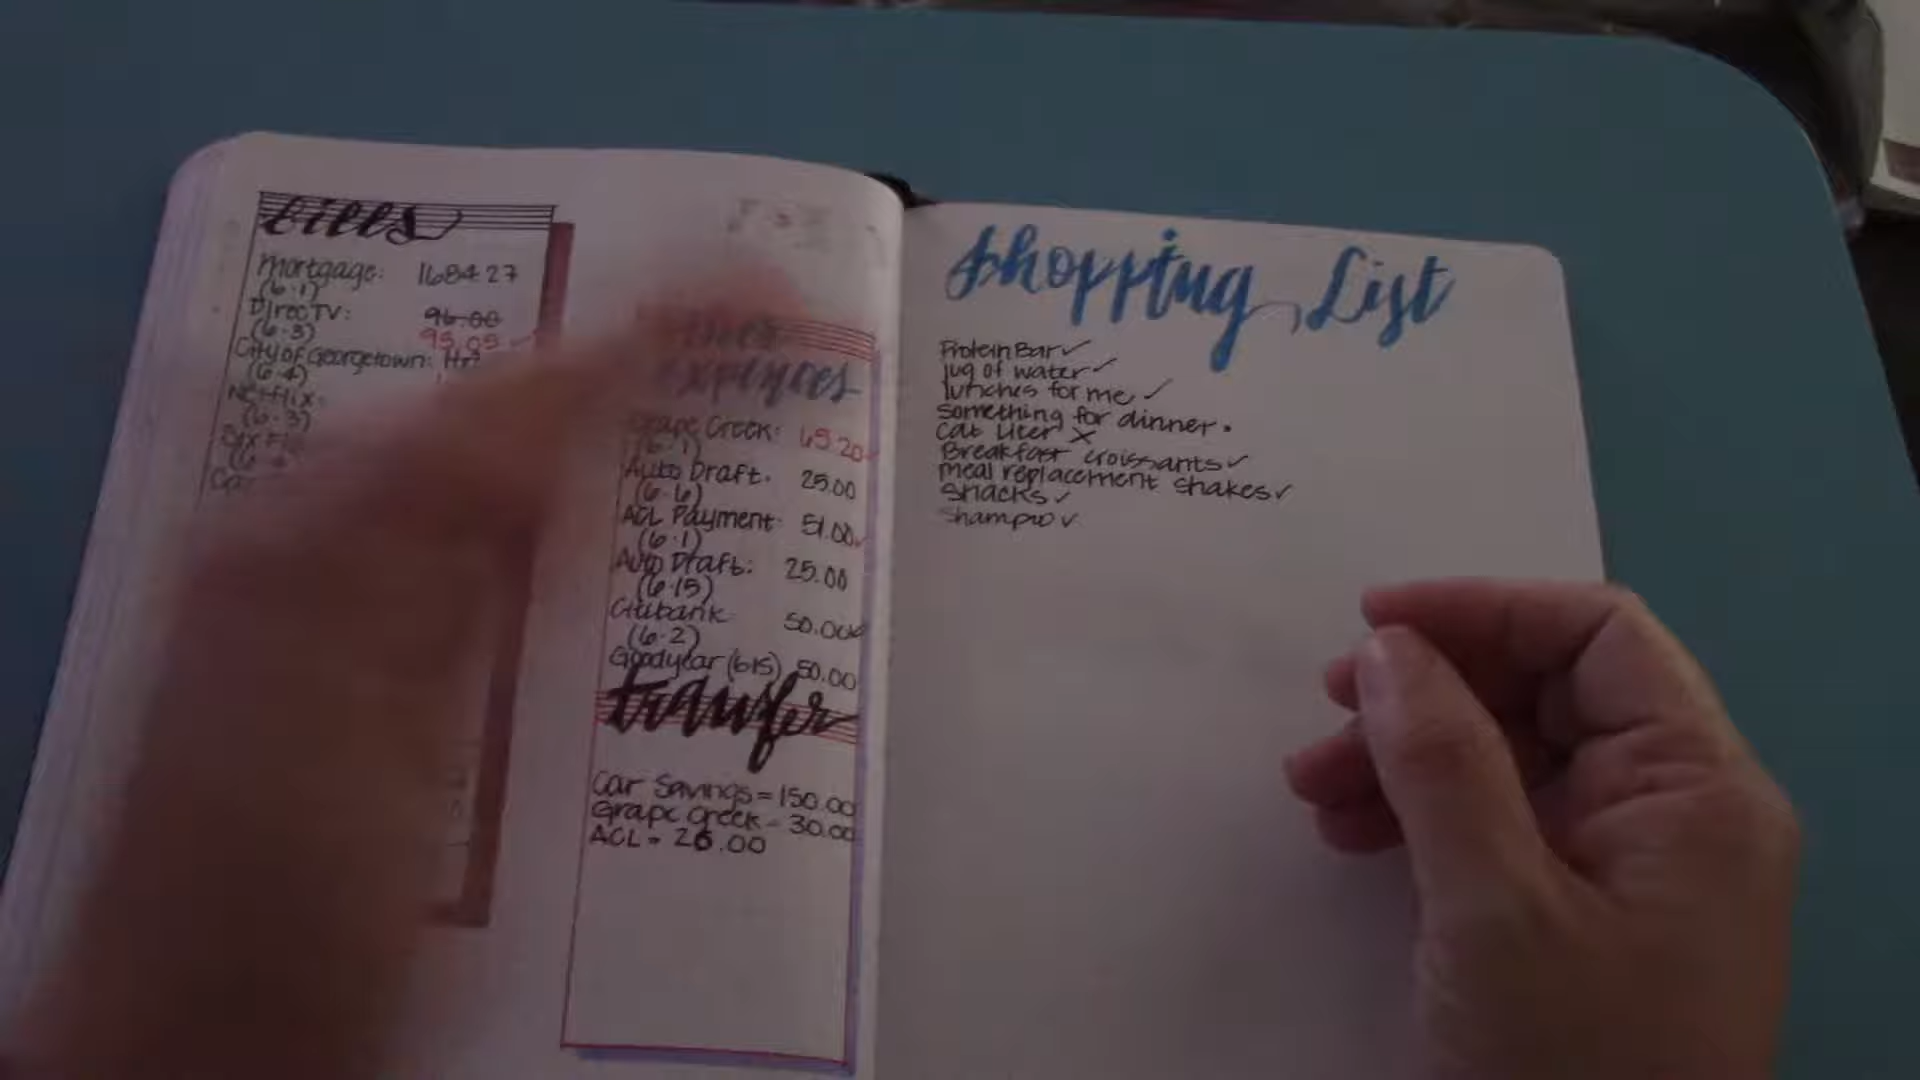 bills
Mortgage: 1684.27
(6.1)
DirecTV: 96.00
(6.3) 95.05 ✓
City of Georgetown:
(6.4)
Netflix:
(6.3)
expenses
Grape Creek: 65.20✓
(6.1)
Auto Draft. 25.00
(6.6)
ACL Payment: 51.00✓
(6.1)
Auto Draft: 25.00
(6.15)
Citibank 50.00
(6.2)
Goodyear (6.15) 50.00
transfer
Car Savings = 150.00
Grape Creek - 30.00
ACL = 26.00
Shopping List
Protein Bar ✓
jug of water ✓
lunches for me ✓
something for dinner •
Cat Liter X
Breakfast croissants ✓
meal replacement shakes ✓
Snacks ✓
Shampoo ✓